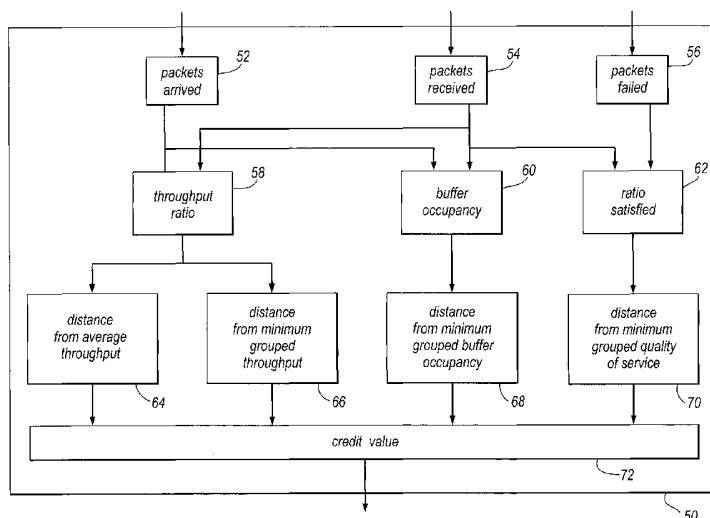 52
packets
arrived
54
packets
received
56
packets
failed
58
throughput
ratio
60
buffer
occupancy
62
ratio
satisfied
distance
from average
throughput
64
distance
from minimum
grouped
throughput
66
distance
from minimum
grouped buffer
occupancy
68
distance
from minimum
grouped quality
of service
70
credit value
72
50